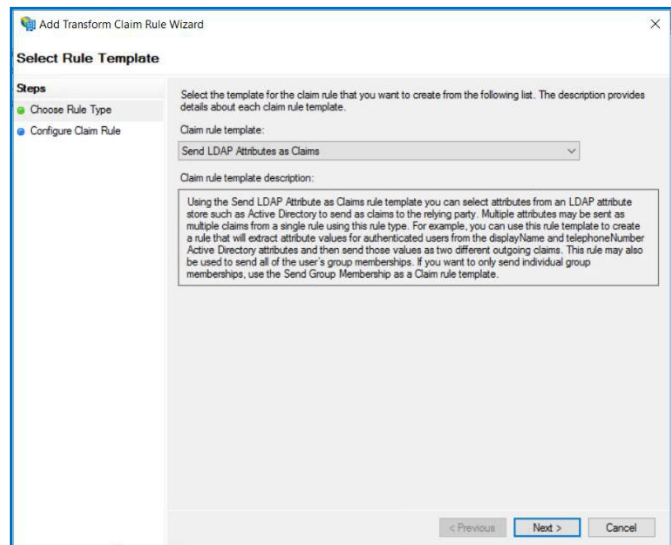 Add Transform Claim Rule Wizard
Select Rule Template
Steps
Choose Rule Type
Configure Claim Rule
Select the template for the claim rule that you want to create from the following list. The description provides
details about each claim rule template.
Claim rule template:
Send LDAP Attributes as Claims
Claim rule template description:
Using the Send LDAP Attribute as Claims rule template you can select attributes from an LDAP attribute
store such as Active Directory to send as claims to the relying party. Multiple attributes may be sent as
multiple claims from a single rule using this rule type. For example, you can use this rule template to create
a rule that will extract attribute values for authenticated users from the displayName and telephoneNumber
Active Directory attributes and then send those values as two different outgoing claims. This rule may also
be used to send all of the user's group memberships. If you want to only send individual group
memberships, use the Send Group Membership as a Claim rule template.
< Previous
Next >
Cancel